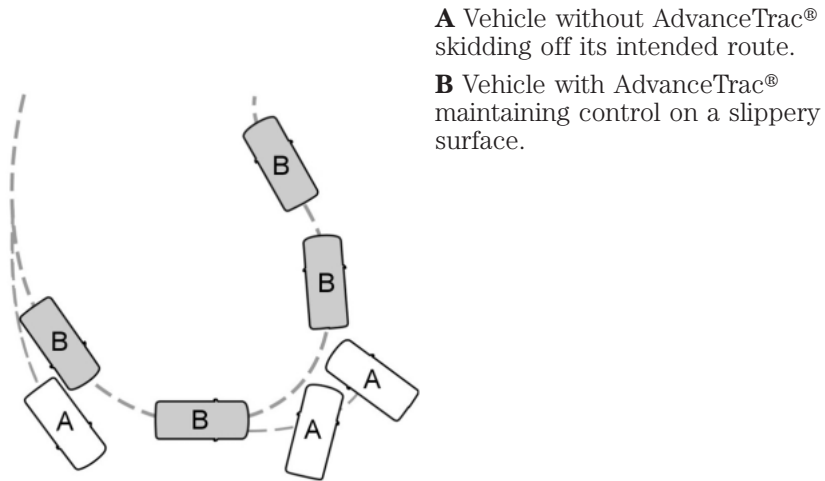 A Vehicle without AdvanceTrac®
skidding off its intended route.
B Vehicle with AdvanceTrac®
maintaining control on a slippery
surface.
B
B
B
A
B
A
A